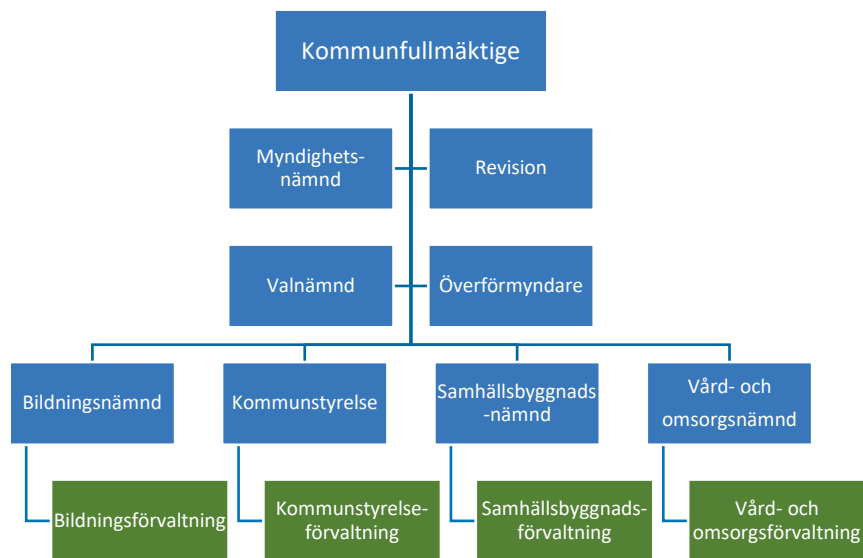 Kommunfullmäktige
Myndighets-
nämnd
Revision
Valnämnd
Överförmyndare
Bildningsnämnd
Kommunstyrelse
Samhällsbyggnads
-nämnd
Vård- och
omsorgsnämnd
Bildningsförvaltning
Kommunstyrelse-
förvaltning
Samhällsbyggnads-
förvaltning
Vård- och
omsorgsförvaltning